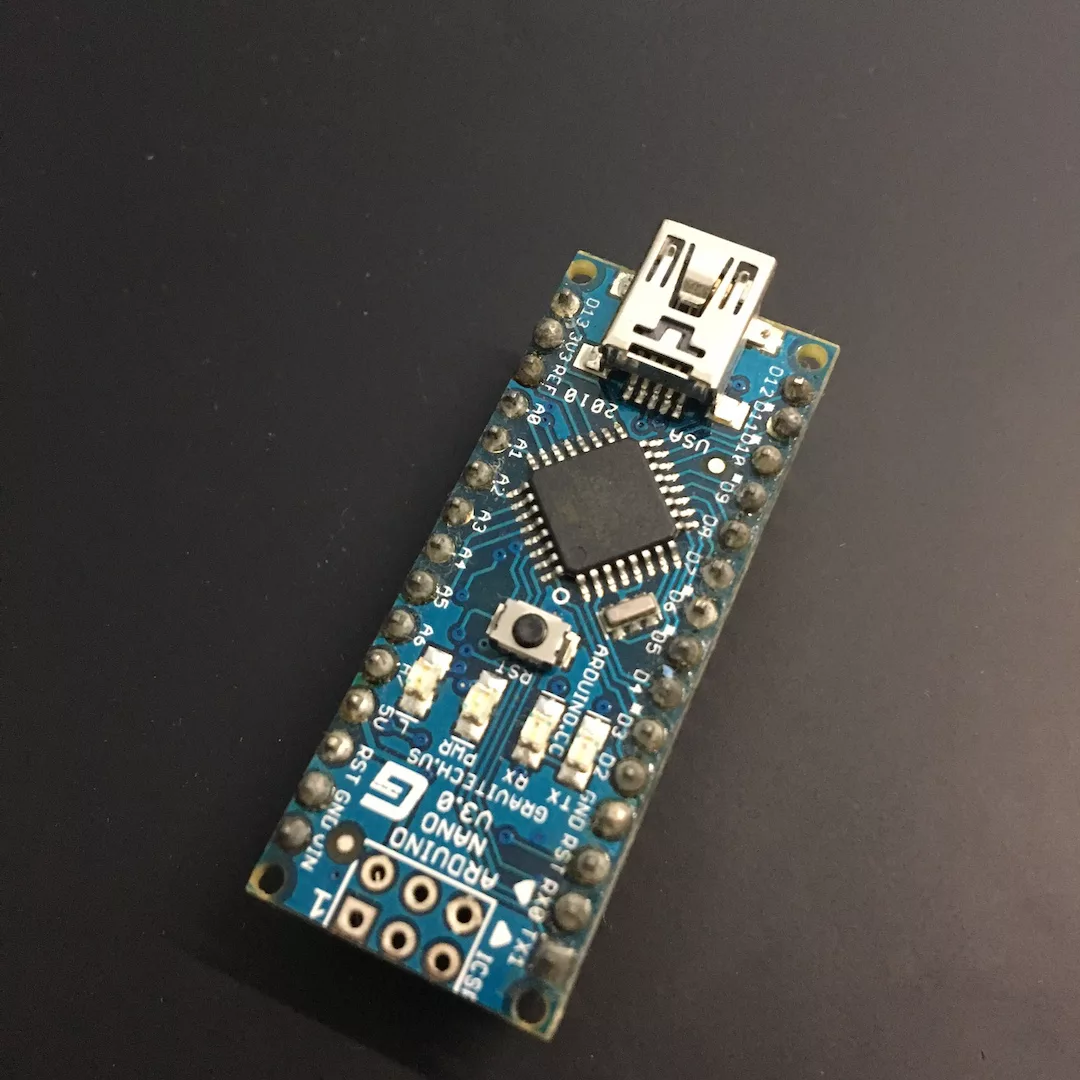 D13
3V3
REF
A0
A1
A2
A3
A4
A5
A6
A7
5V
RST
GND
VIN
D12
D11
D10
D9
D8
D7
D6
D5
D4
D3
D2
GND
RST
RX0
TX1
2010
USA
RST
L
PWR
RX
TX
ARDUINO.CC
GRAVITECH.US
G
ARDUINO
NANO
V3.0
1
ICSP